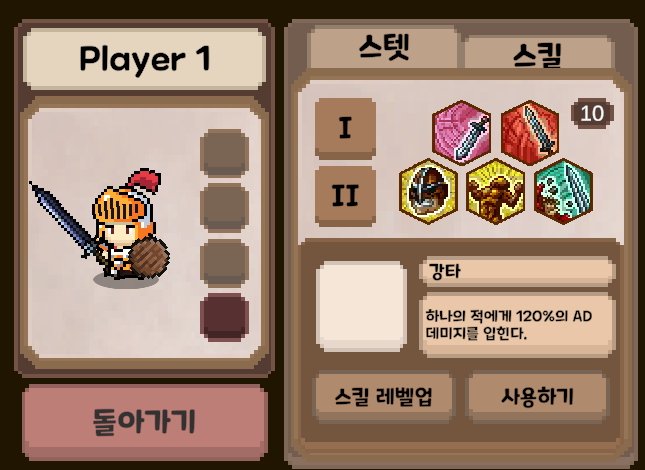 Player 1
돌아가기
스텟
스킬
I
10
II
강타
하나의 적에게 120%의 AD
데미지를 입힌다.
스킬 레벨업
사용하기